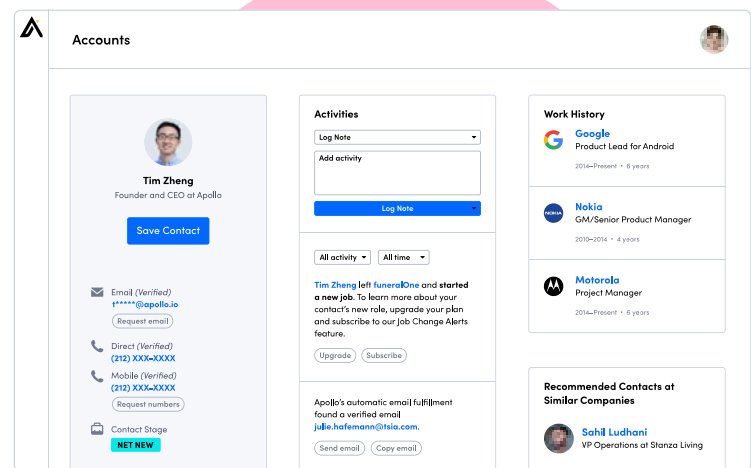 Accounts
Tim Zheng
Founder and CEO at Apollo
Save Contact
Email (Verified)
t*****@apollo.io
Request email
Direct (Verified)
(212) XXX-XXXX
Mobile (Verified)
(212) XXX-XXXX
Request numbers
Contact Stage
NET NEW
Activities
Log Note
Add activity
Log Note
All activity
All time
Tim Zheng left funeralOne and started
a new job. To learn more about your
contact's new role, upgrade your plan
and subscribe to our Job Change Alerts
feature.
Upgrade
Subscribe
Apollo's automatic email fulfillment
found a verified email
julie.hafemann@tsia.com.
Send email
Copy email
Work History
Google
Product Lead for Android
2014–Present • 6 years
NOKIA
Nokia
GM/Senior Product Manager
2010–2014 • 4 years
Motorola
Project Manager
2014–Present • 6 years
Recommended Contacts at
Similar Companies
Sahil Ludhani
VP Operations at Stanza Living